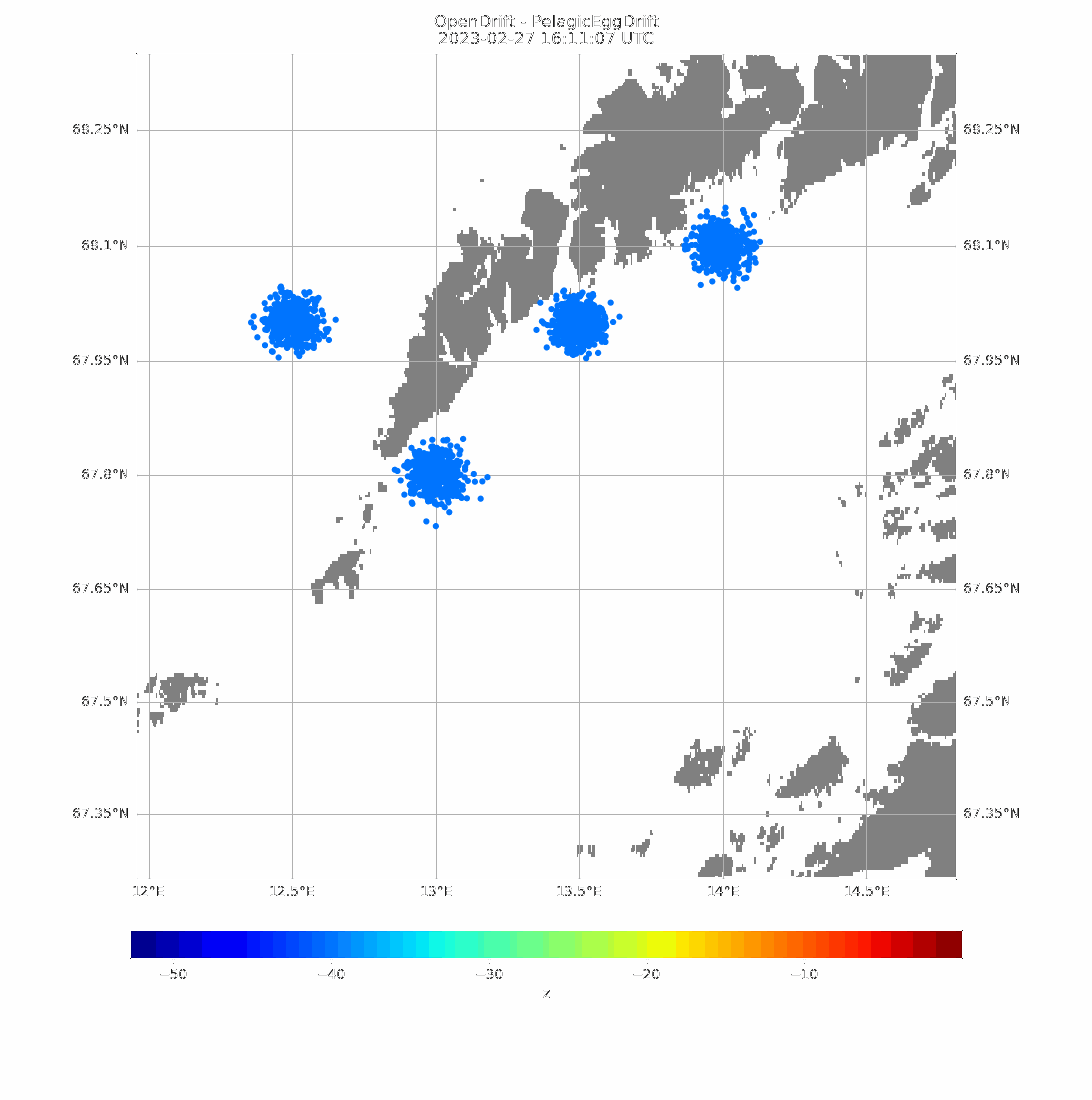 OpenDrift - PelagicEggDrift
2023-02-27 16:11:07 UTC
68.25°N 68.25°N
68.1°N 68.1°N
67.95°N 67.95°N
67.8°N 67.8°N
67.65°N 67.65°N
67.5°N 67.5°N
67.35°N 67.35°N
12°E 12.5°E 13°E 13.5°E 14°E 14.5°E
−50 −40 −30 −20 −10
z